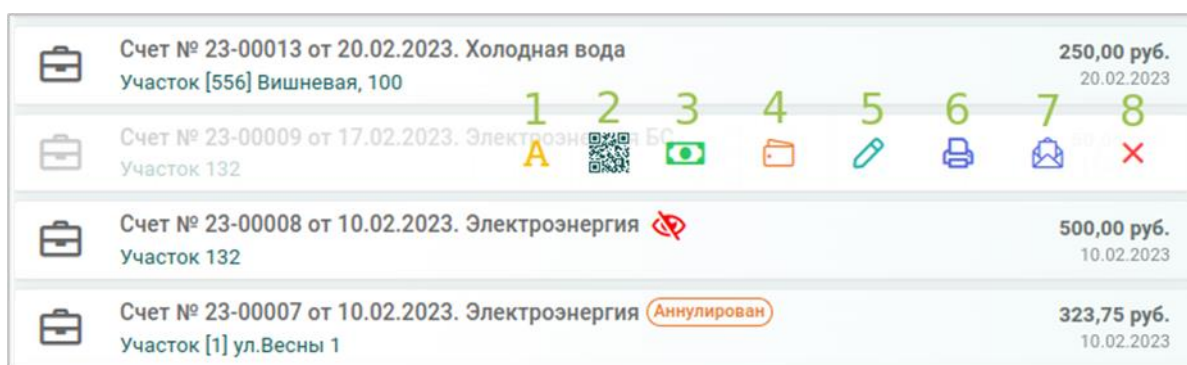 Счет № 23-00013 от 20.02.2023. Холодная вода
250,00 руб.
Участок [556] Вишневая, 100
20.02.2023
1 2 3 4 5 6 7 8
Счет № 23-00009 от 17.02.2023. Электроэнергия БС
A
Участок 132
Счет № 23-00008 от 10.02.2023. Электроэнергия
500,00 руб.
Участок 132
10.02.2023
Счет № 23-00007 от 10.02.2023. Электроэнергия Аннулирован
323,75 руб.
Участок [1] ул.Весны 1
10.02.2023